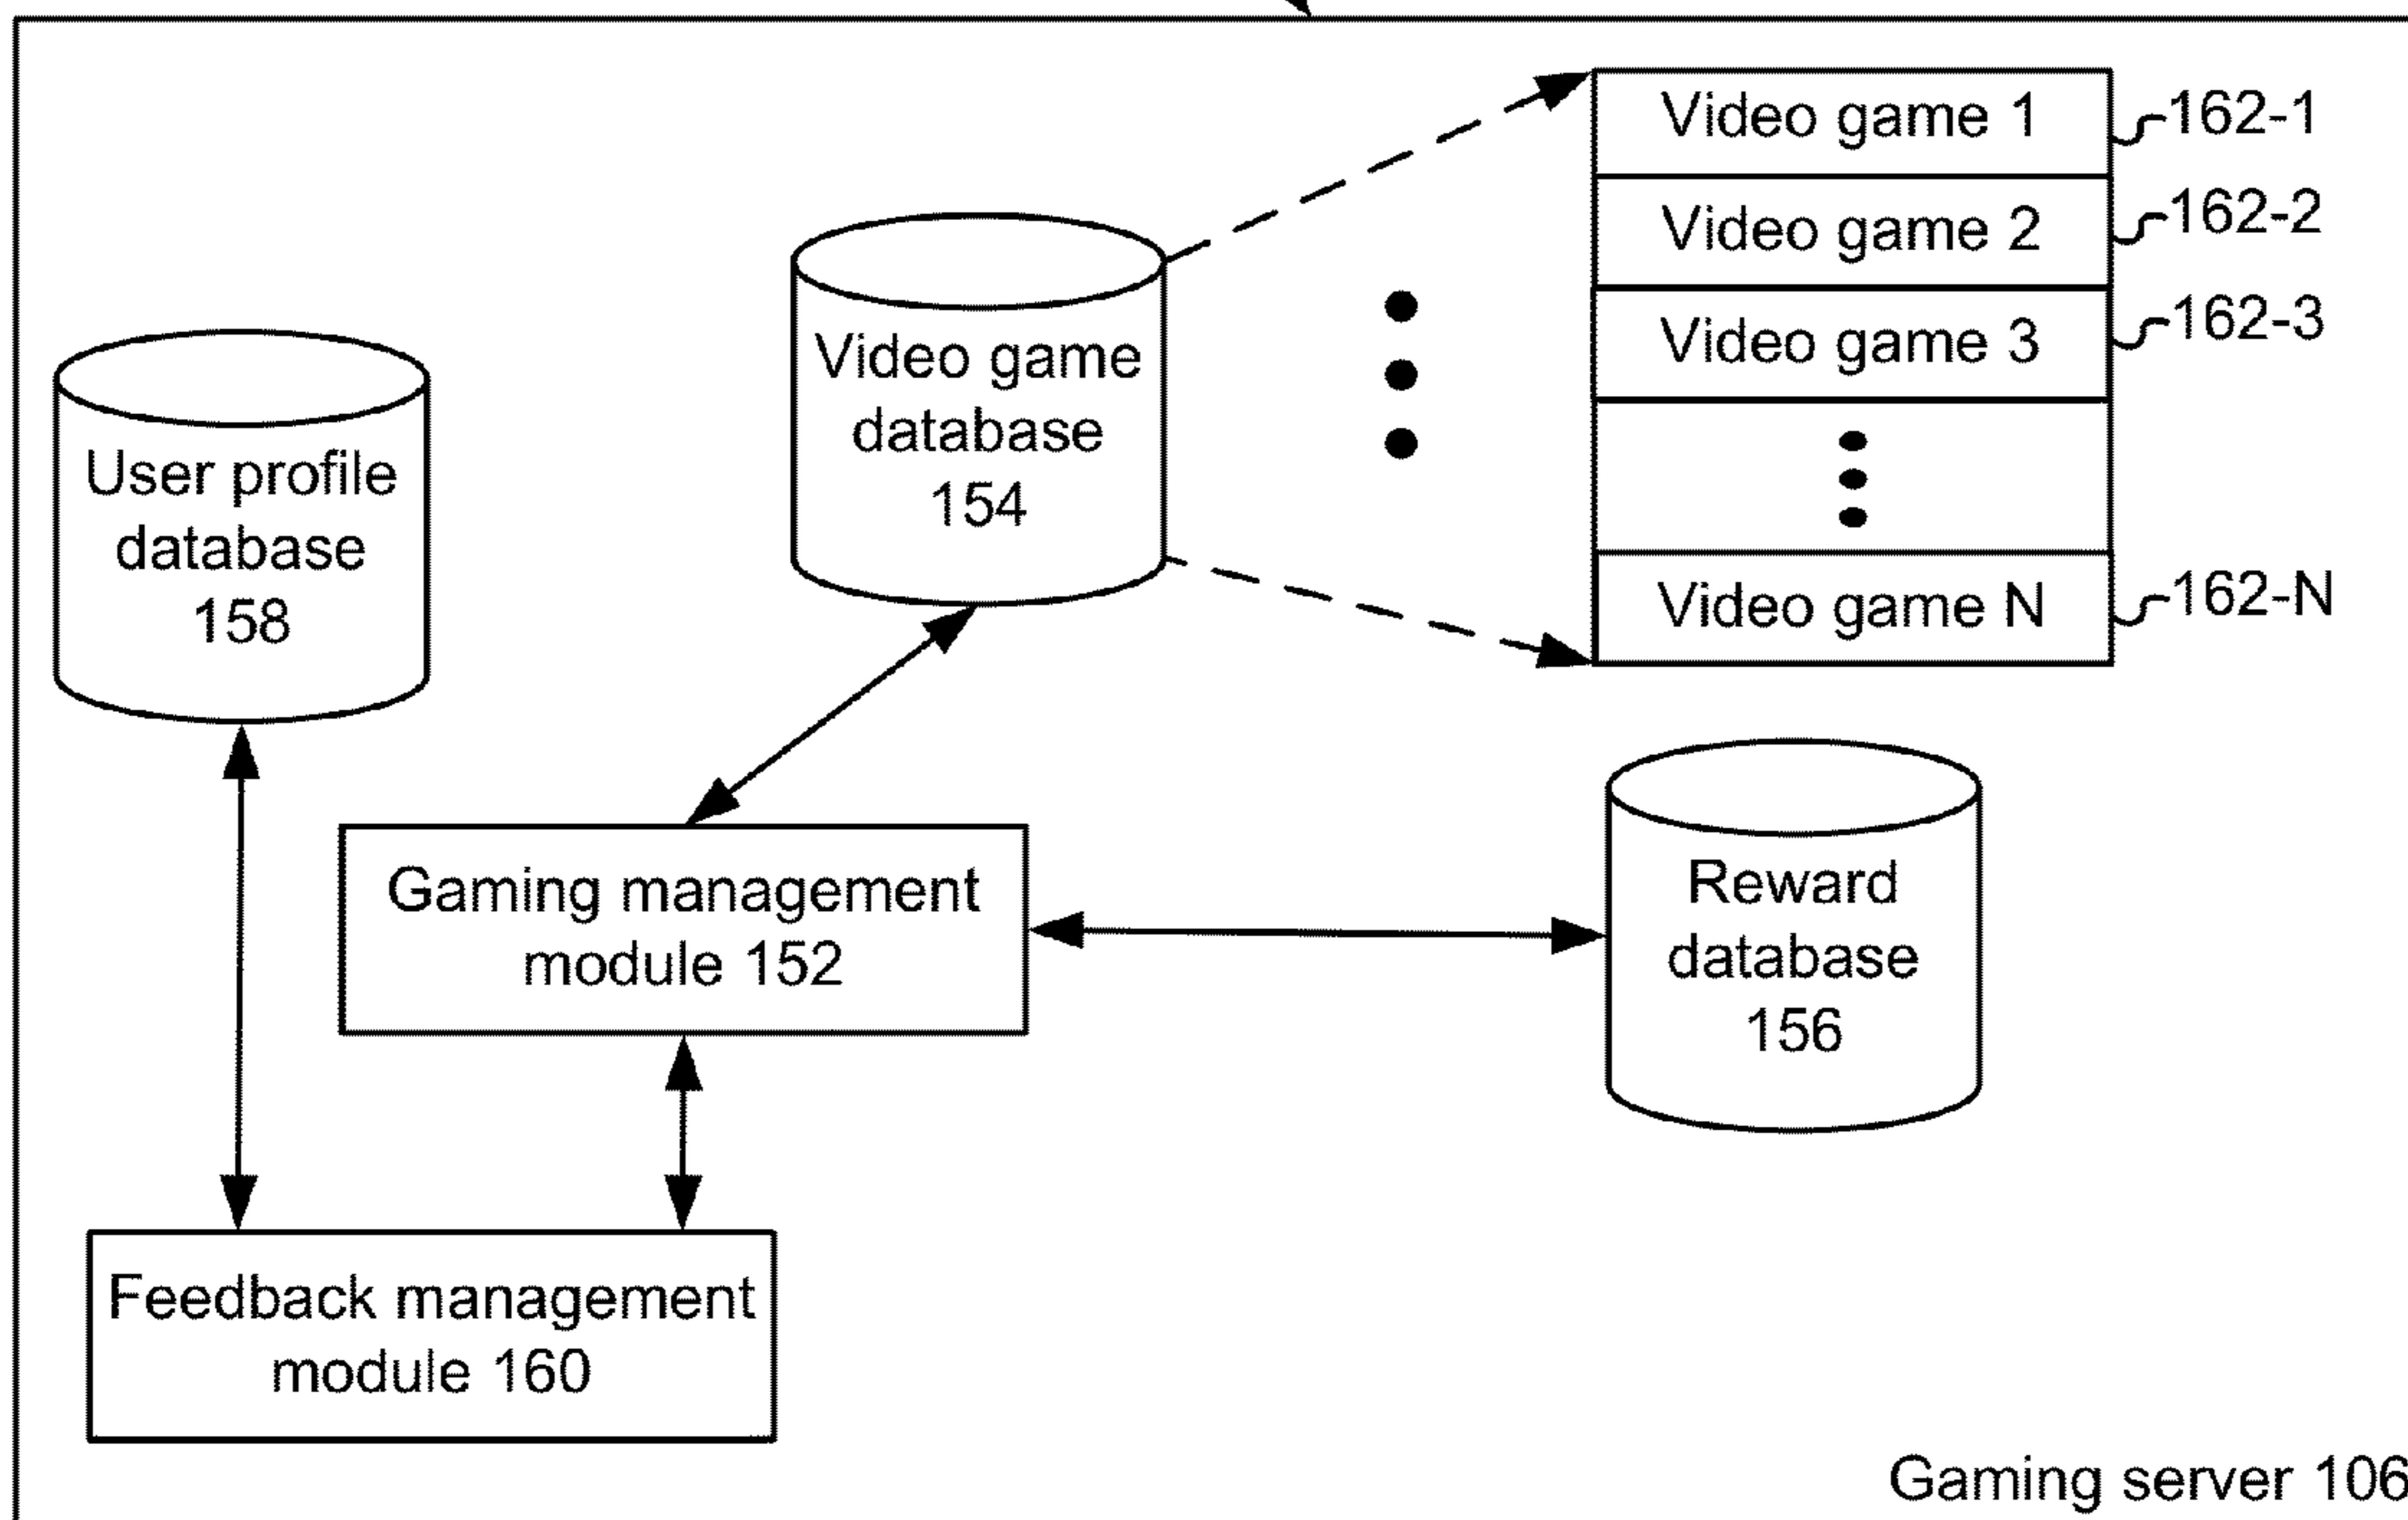 Video game 1
162-1
Video game 2
162-2
Video game 3
162-3
Video game N
162-N
Video game
database
154
User profile
database
158
Gaming management
module 152
Reward
database
156
Feedback management
module 160
Gaming server 106